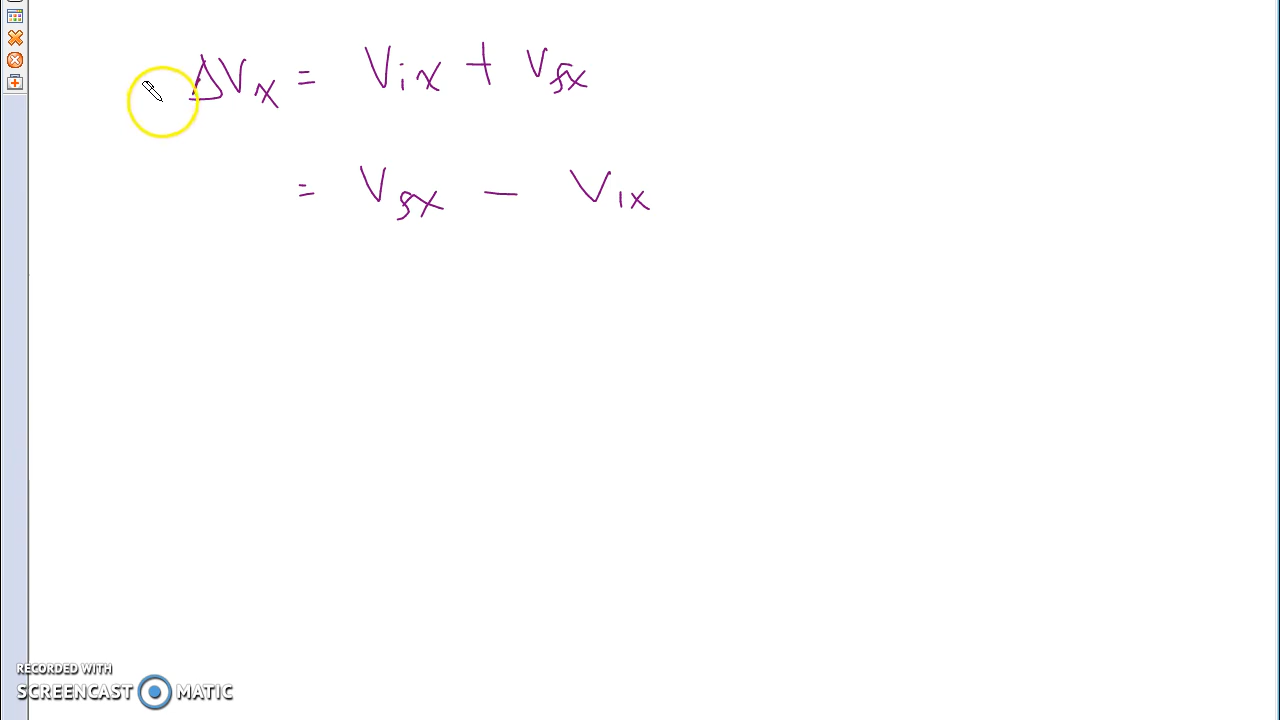 ΔVx = Vix + Vfx
= Vfx - Vix
RECORDED WITH
SCREENCAST MATIC